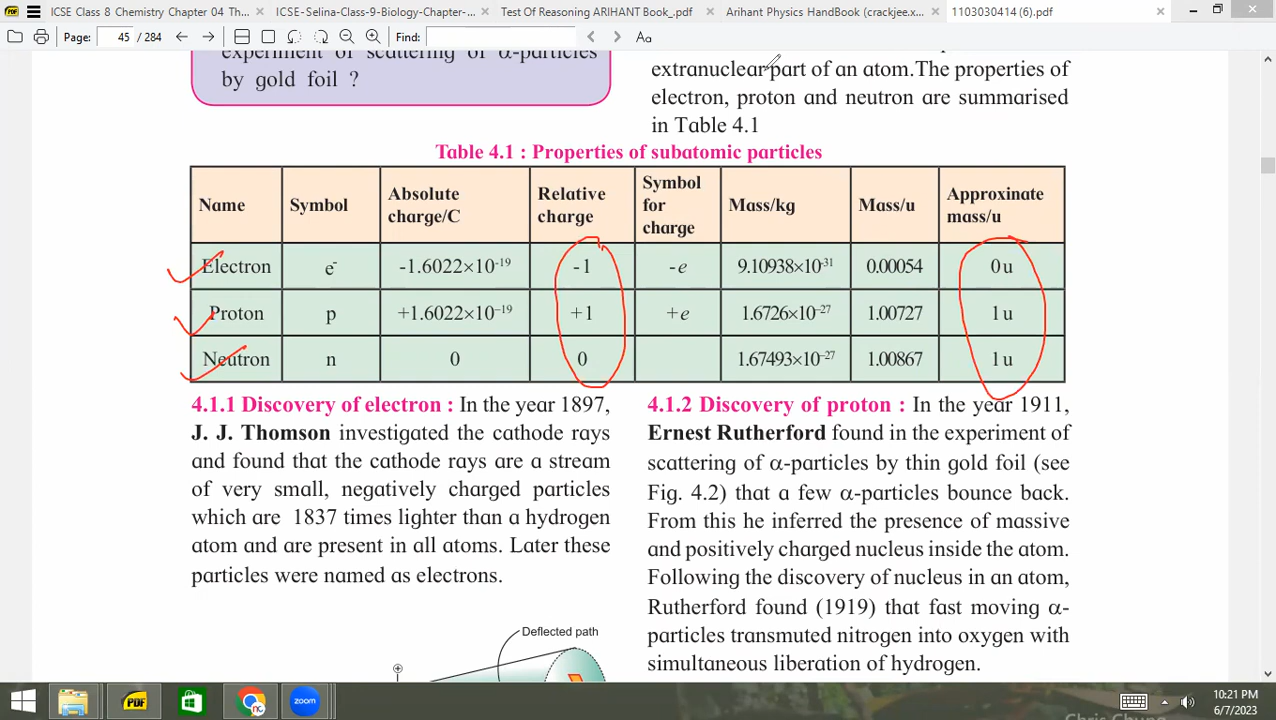 ICSE Class 8 Chemistry Chapter 04 Th...
ICSE-Selina-Class-9-Biology-Chapter-...
Test Of Reasoning ARIHANT Book_.pdf
Arihant Physics HandBook (crackjee.x...
1103030414 (6).pdf
Page: 45 / 284
Find:
Aa
experiment of scattering of α-particles
by gold foil ?
extranuclear part of an atom.The properties of
electron, proton and neutron are summarised
in Table 4.1
Table 4.1 : Properties of subatomic particles
Name Symbol Absolute charge/C Relative charge Symbol for charge Mass/kg Mass/u Approximate mass/u
Electron e⁻ -1.6022×10⁻¹⁹ -1 -e 9.10938×10⁻³¹ 0.00054 0 u
Proton p +1.6022×10⁻¹⁹ +1 +e 1.6726×10⁻²⁷ 1.00727 1 u
Neutron n 0 0 1.67493×10⁻²⁷ 1.00867 1 u
4.1.1 Discovery of electron : In the year 1897,
J. J. Thomson investigated the cathode rays
and found that the cathode rays are a stream
of very small, negatively charged particles
which are 1837 times lighter than a hydrogen
atom and are present in all atoms. Later these
particles were named as electrons.
Deflected path
4.1.2 Discovery of proton : In the year 1911,
Ernest Rutherford found in the experiment of
scattering of α-particles by thin gold foil (see
Fig. 4.2) that a few α-particles bounce back.
From this he inferred the presence of massive
and positively charged nucleus inside the atom.
Following the discovery of nucleus in an atom,
Rutherford found (1919) that fast moving α-
particles transmuted nitrogen into oxygen with
simultaneous liberation of hydrogen.
PDF
nc
zoom
10:21 PM
6/7/2023
Chris Chung